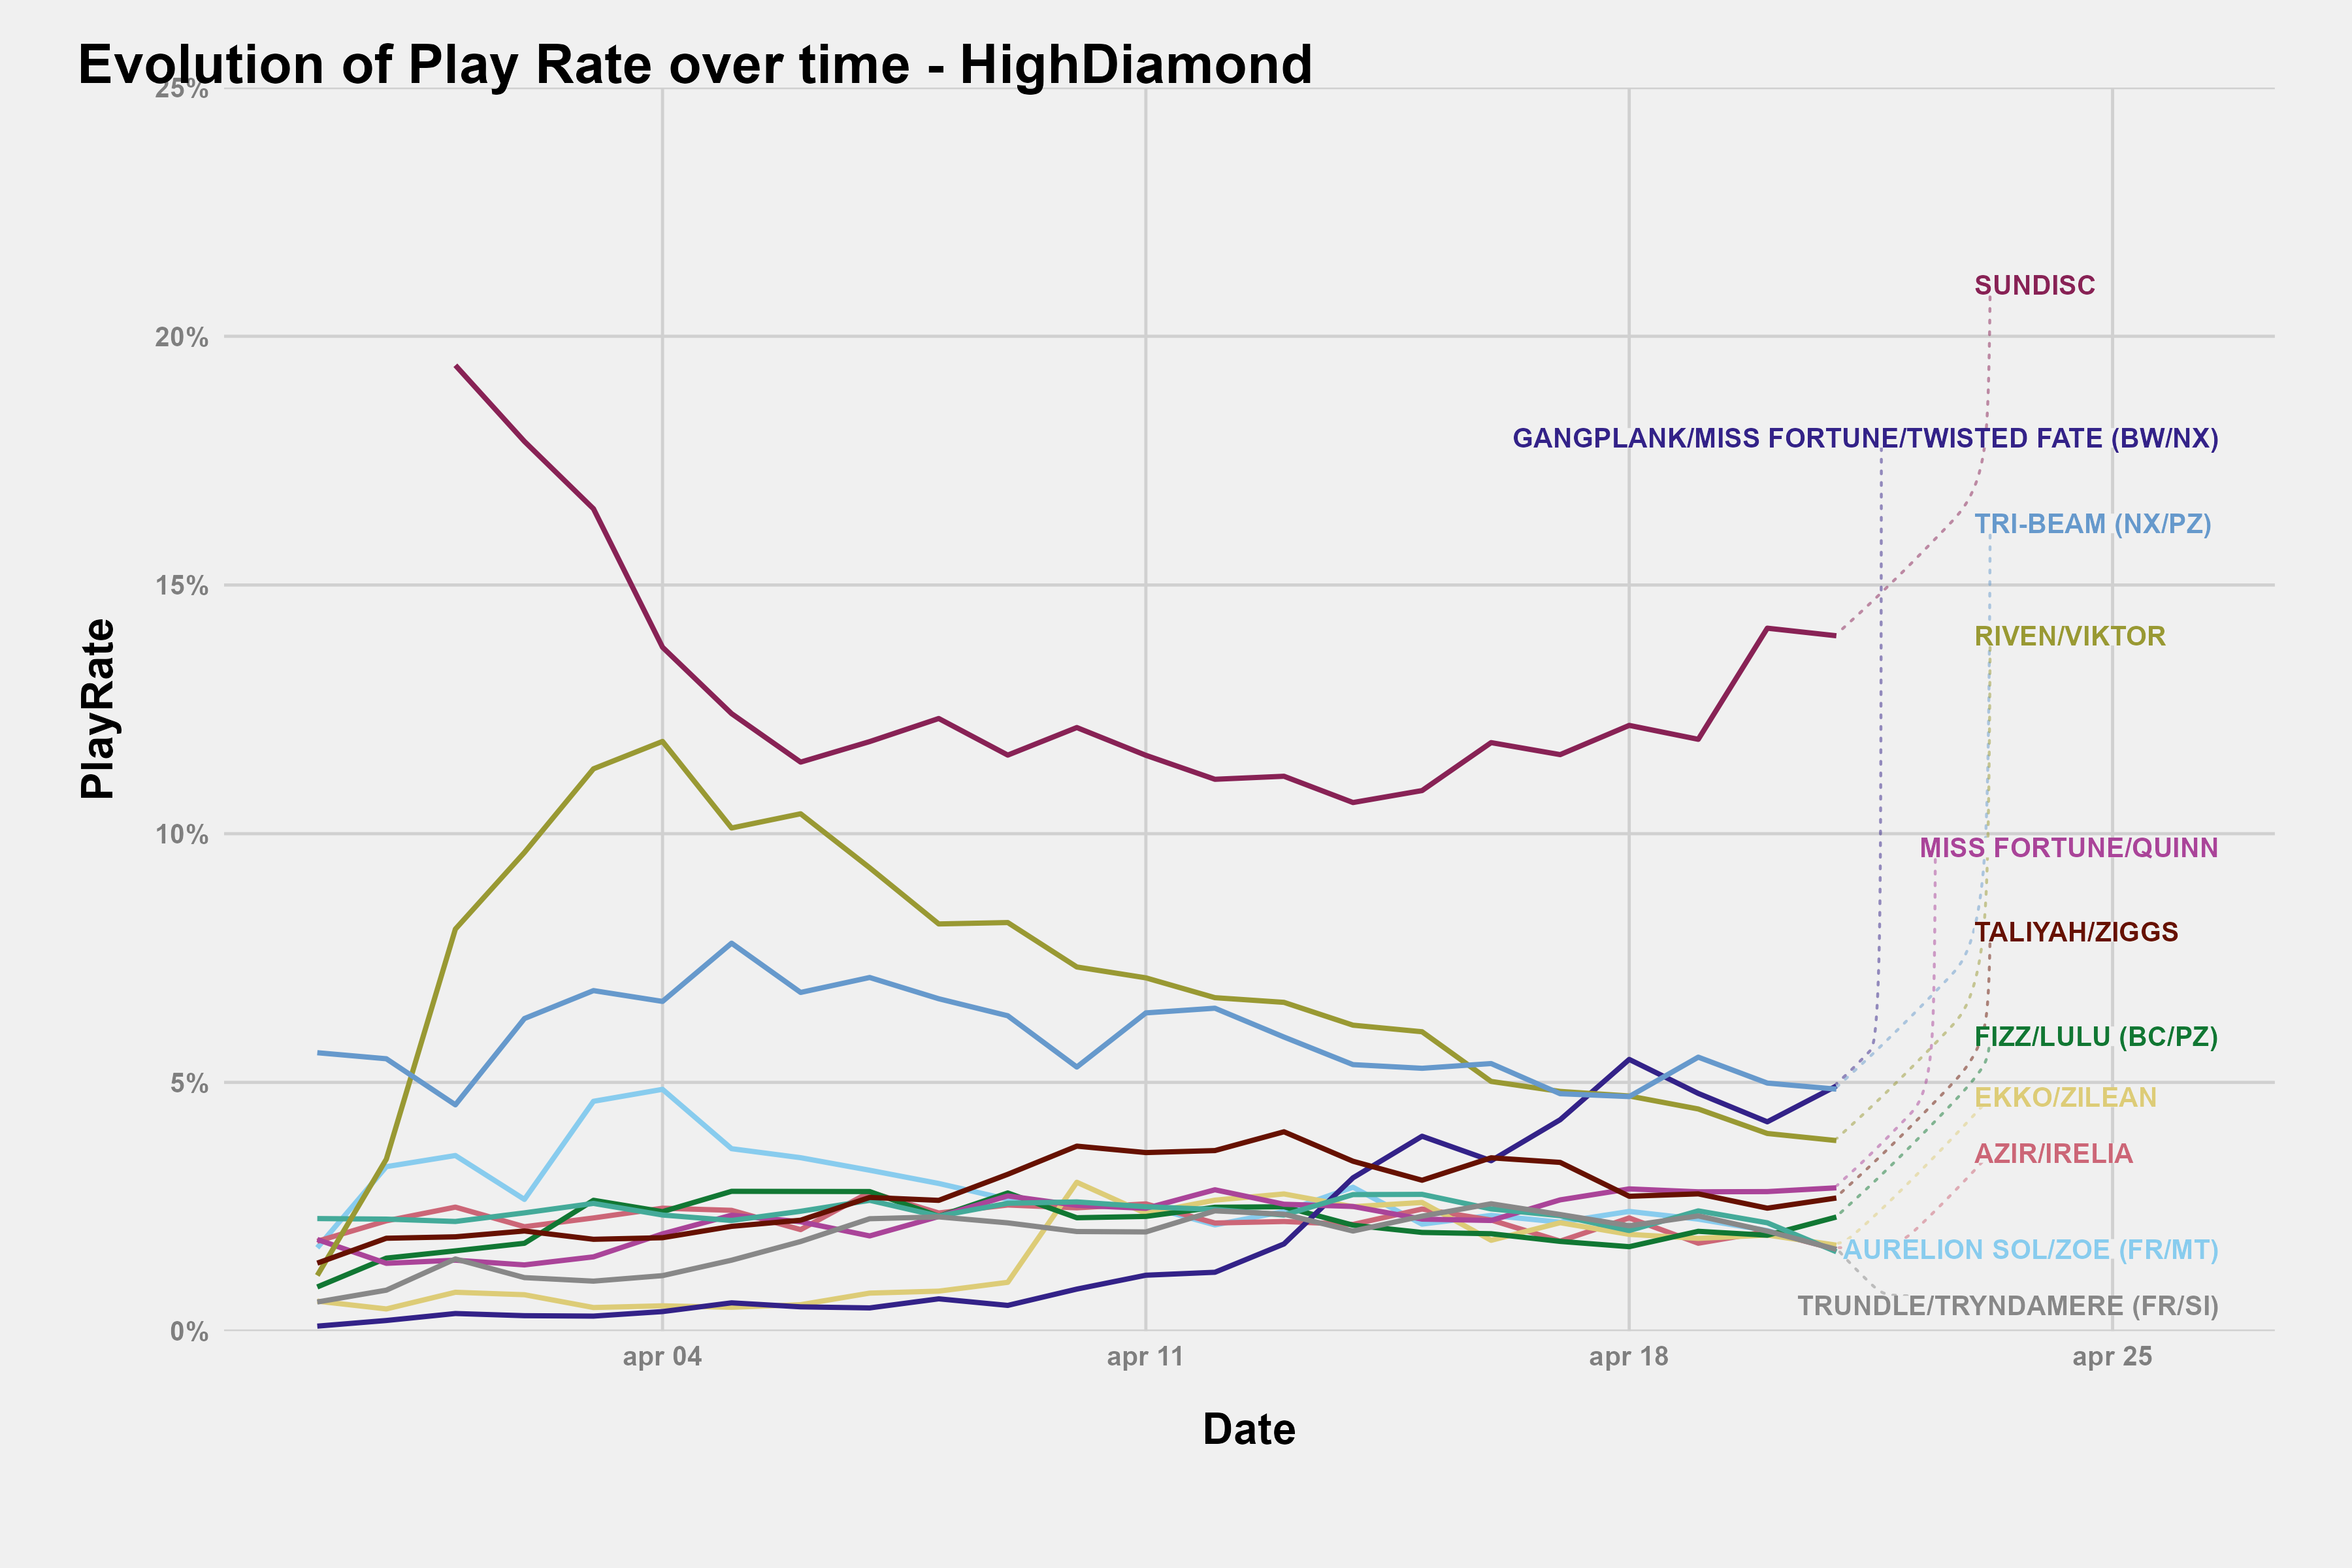 Evolution of Play Rate over time - HighDiamond
25%
20%
15%
10%
5%
0%
PlayRate
SUNDISC
GANGPLANK/MISS FORTUNE/TWISTED FATE (BW/NX)
TRI-BEAM (NX/PZ)
RIVEN/VIKTOR
MISS FORTUNE/QUINN
TALIYAH/ZIGGS
FIZZ/LULU (BC/PZ)
EKKO/ZILEAN
AZIR/IRELIA
AURELION SOL/ZOE (FR/MT)
TRUNDLE/TRYNDAMERE (FR/SI)
apr 04
apr 11
apr 18
apr 25
Date